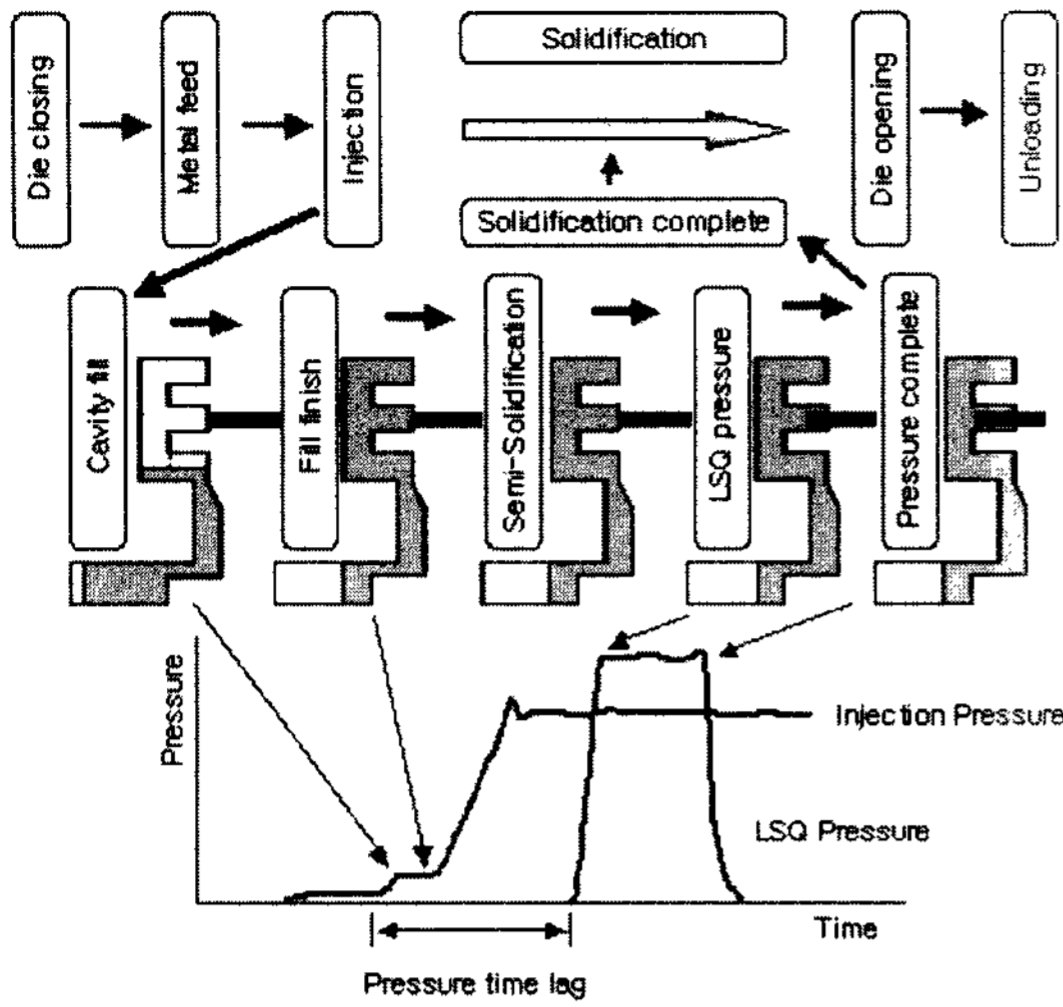 Die closing
Metal feed
Injection
Solidification
Solidification complete
Die opening
Unloading
Cavity fill
Fill finish
Semi-Solidification
LSQ pressure
Pressure complete
Pressure
Injection Pressure
LSQ Pressure
Time
Pressure time lag